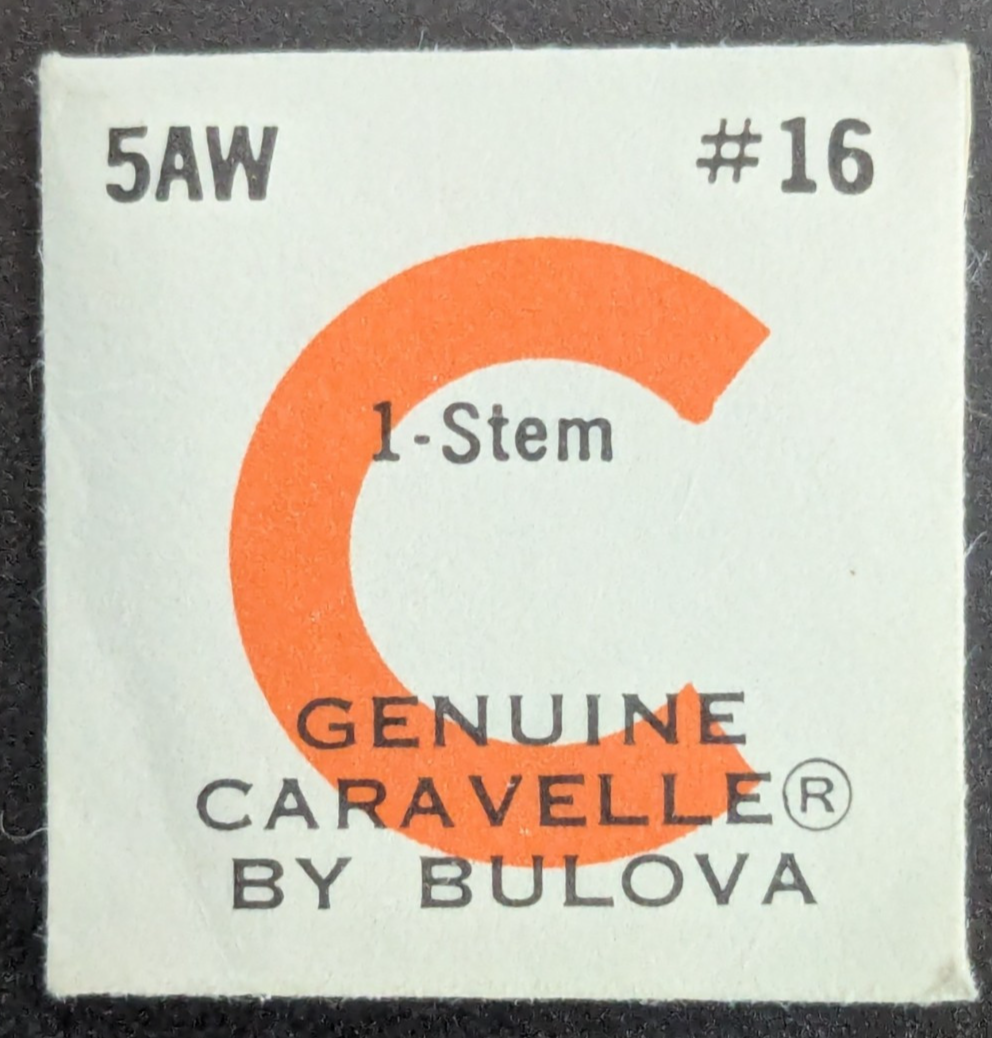 5AW #16
1-Stem
GENUINE
CARAVELLE®
BY BULOVA